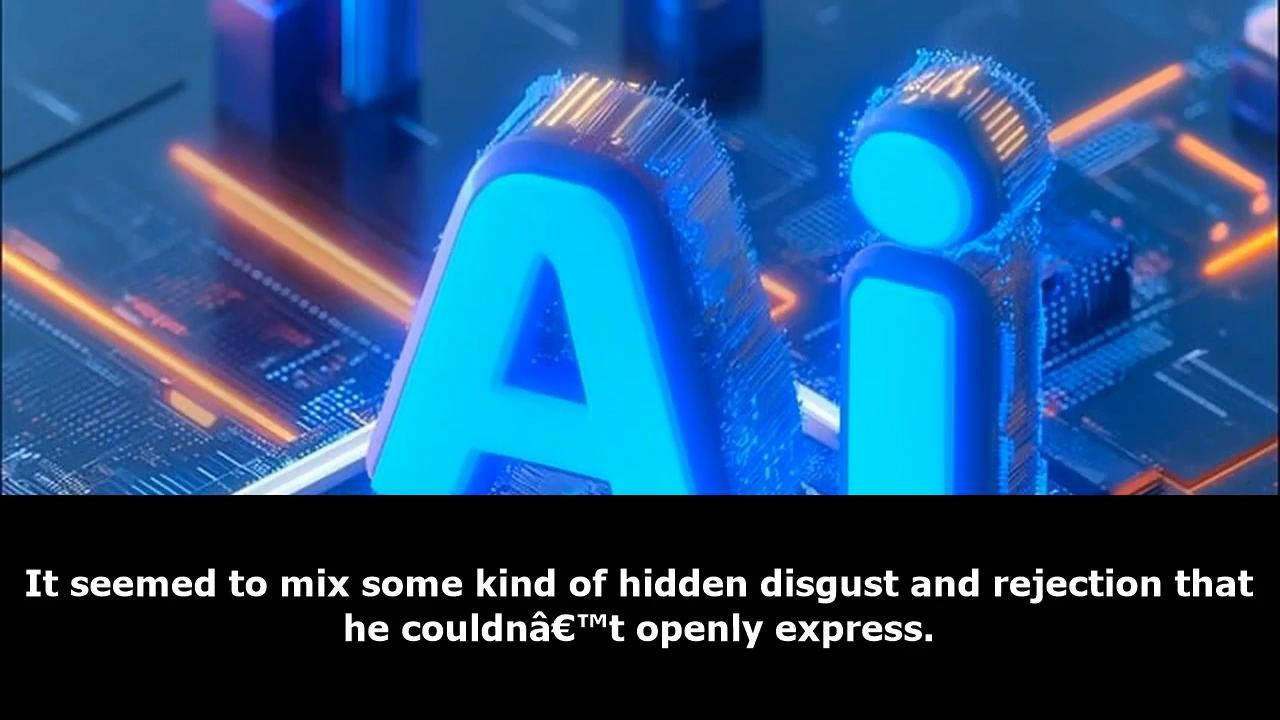 Ai
It seemed to mix some kind of hidden disgust and rejection that
he couldnâ€™t openly express.